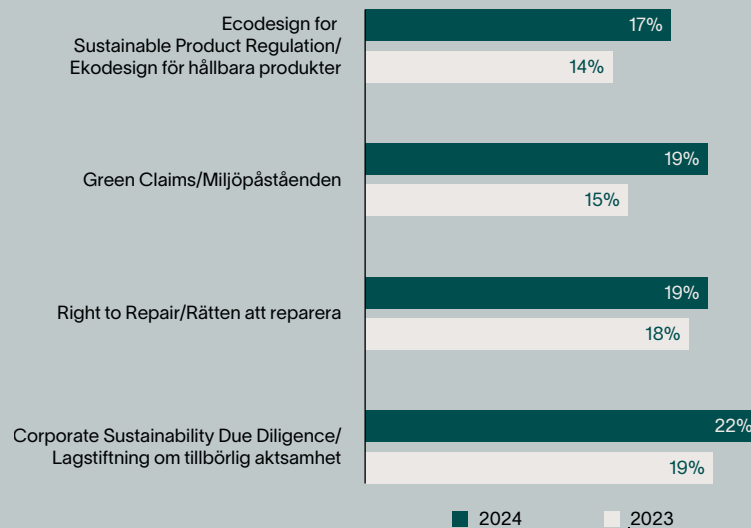 Ecodesign for
Sustainable Product Regulation/
Ekodesign för hållbara produkter
17%
14%
Green Claims/Miljöpåståenden
19%
15%
Right to Repair/Rätten att reparera
19%
18%
Corporate Sustainability Due Diligence/
Lagstiftning om tillbörlig aktsamhet
22%
19%
2024
2023